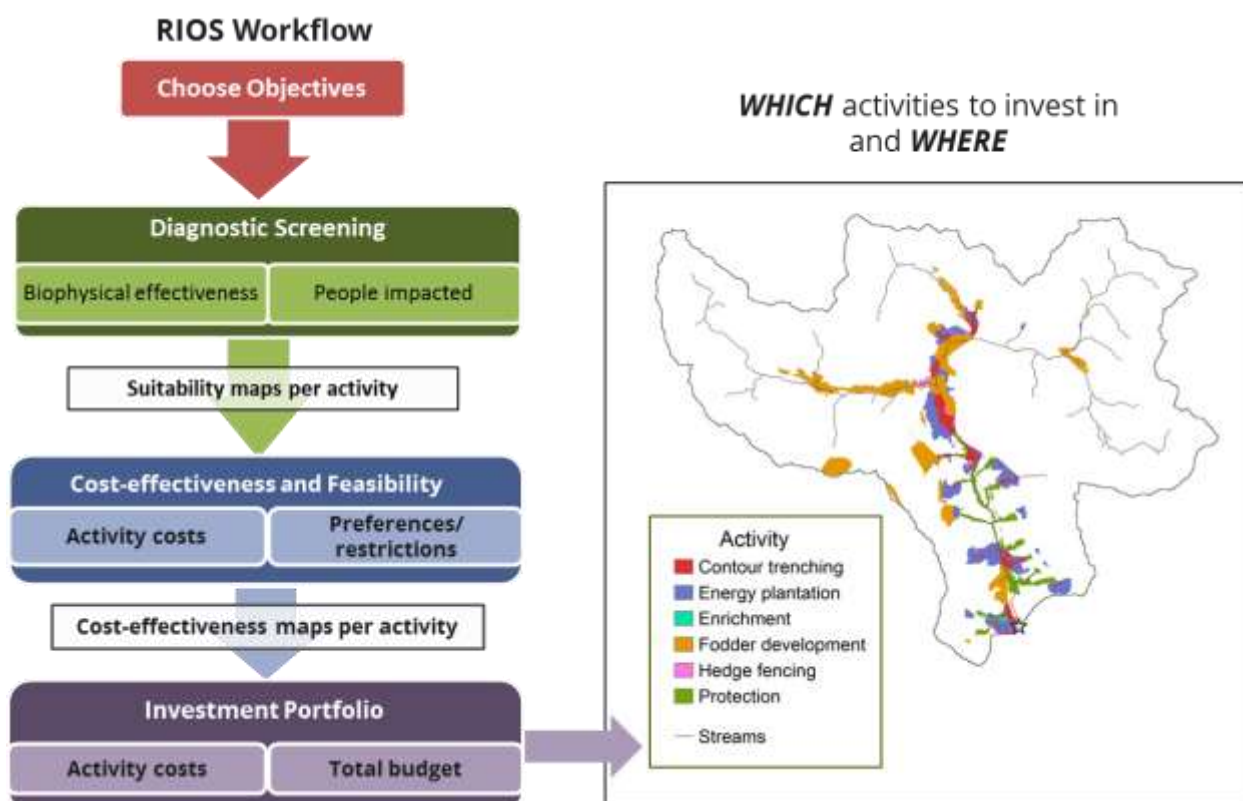 RIOS Workflow
Choose Objectives
Diagnostic Screening
Biophysical effectiveness
People impacted
Suitability maps per activity
Cost-effectiveness and Feasibility
Activity costs
Preferences/
restrictions
Cost-effectiveness maps per activity
Investment Portfolio
Activity costs
Total budget
WHICH activities to invest in
and WHERE
Activity
Contour trenching
Energy plantation
Enrichment
Fodder development
Hedge fencing
Protection
Streams